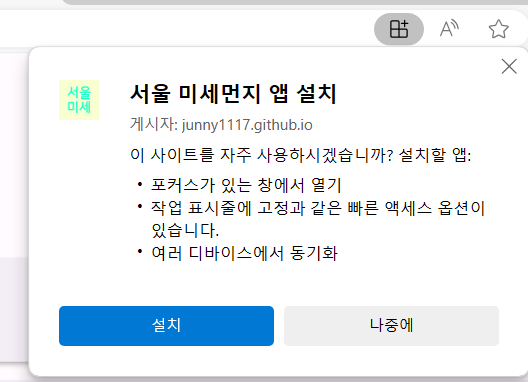 서울
미세
서울 미세먼지 앱 설치
게시자: junny1117.github.io
이 사이트를 자주 사용하시겠습니까? 설치할 앱:
• 포커스가 있는 창에서 열기
• 작업 표시줄에 고정과 같은 빠른 액세스 옵션이
있습니다.
• 여러 디바이스에서 동기화
설치
나중에